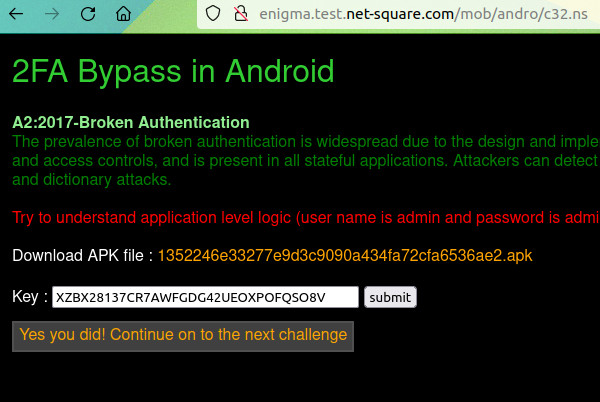 enigma.test.net-square.com/mob/andro/c32.ns
2FA Bypass in Android
A2:2017-Broken Authentication
The prevalence of broken authentication is widespread due to the design and imple
and access controls, and is present in all stateful applications. Attackers can detect
and dictionary attacks.
Try to understand application level logic (user name is admin and password is admi
Download APK file : 1352246e33277e9d3c9090a434fa72cfa6536ae2.apk
Key : XZBX28137CR7AWFGDG42UEOXPOFQSO8V submit
Yes you did! Continue on to the next challenge